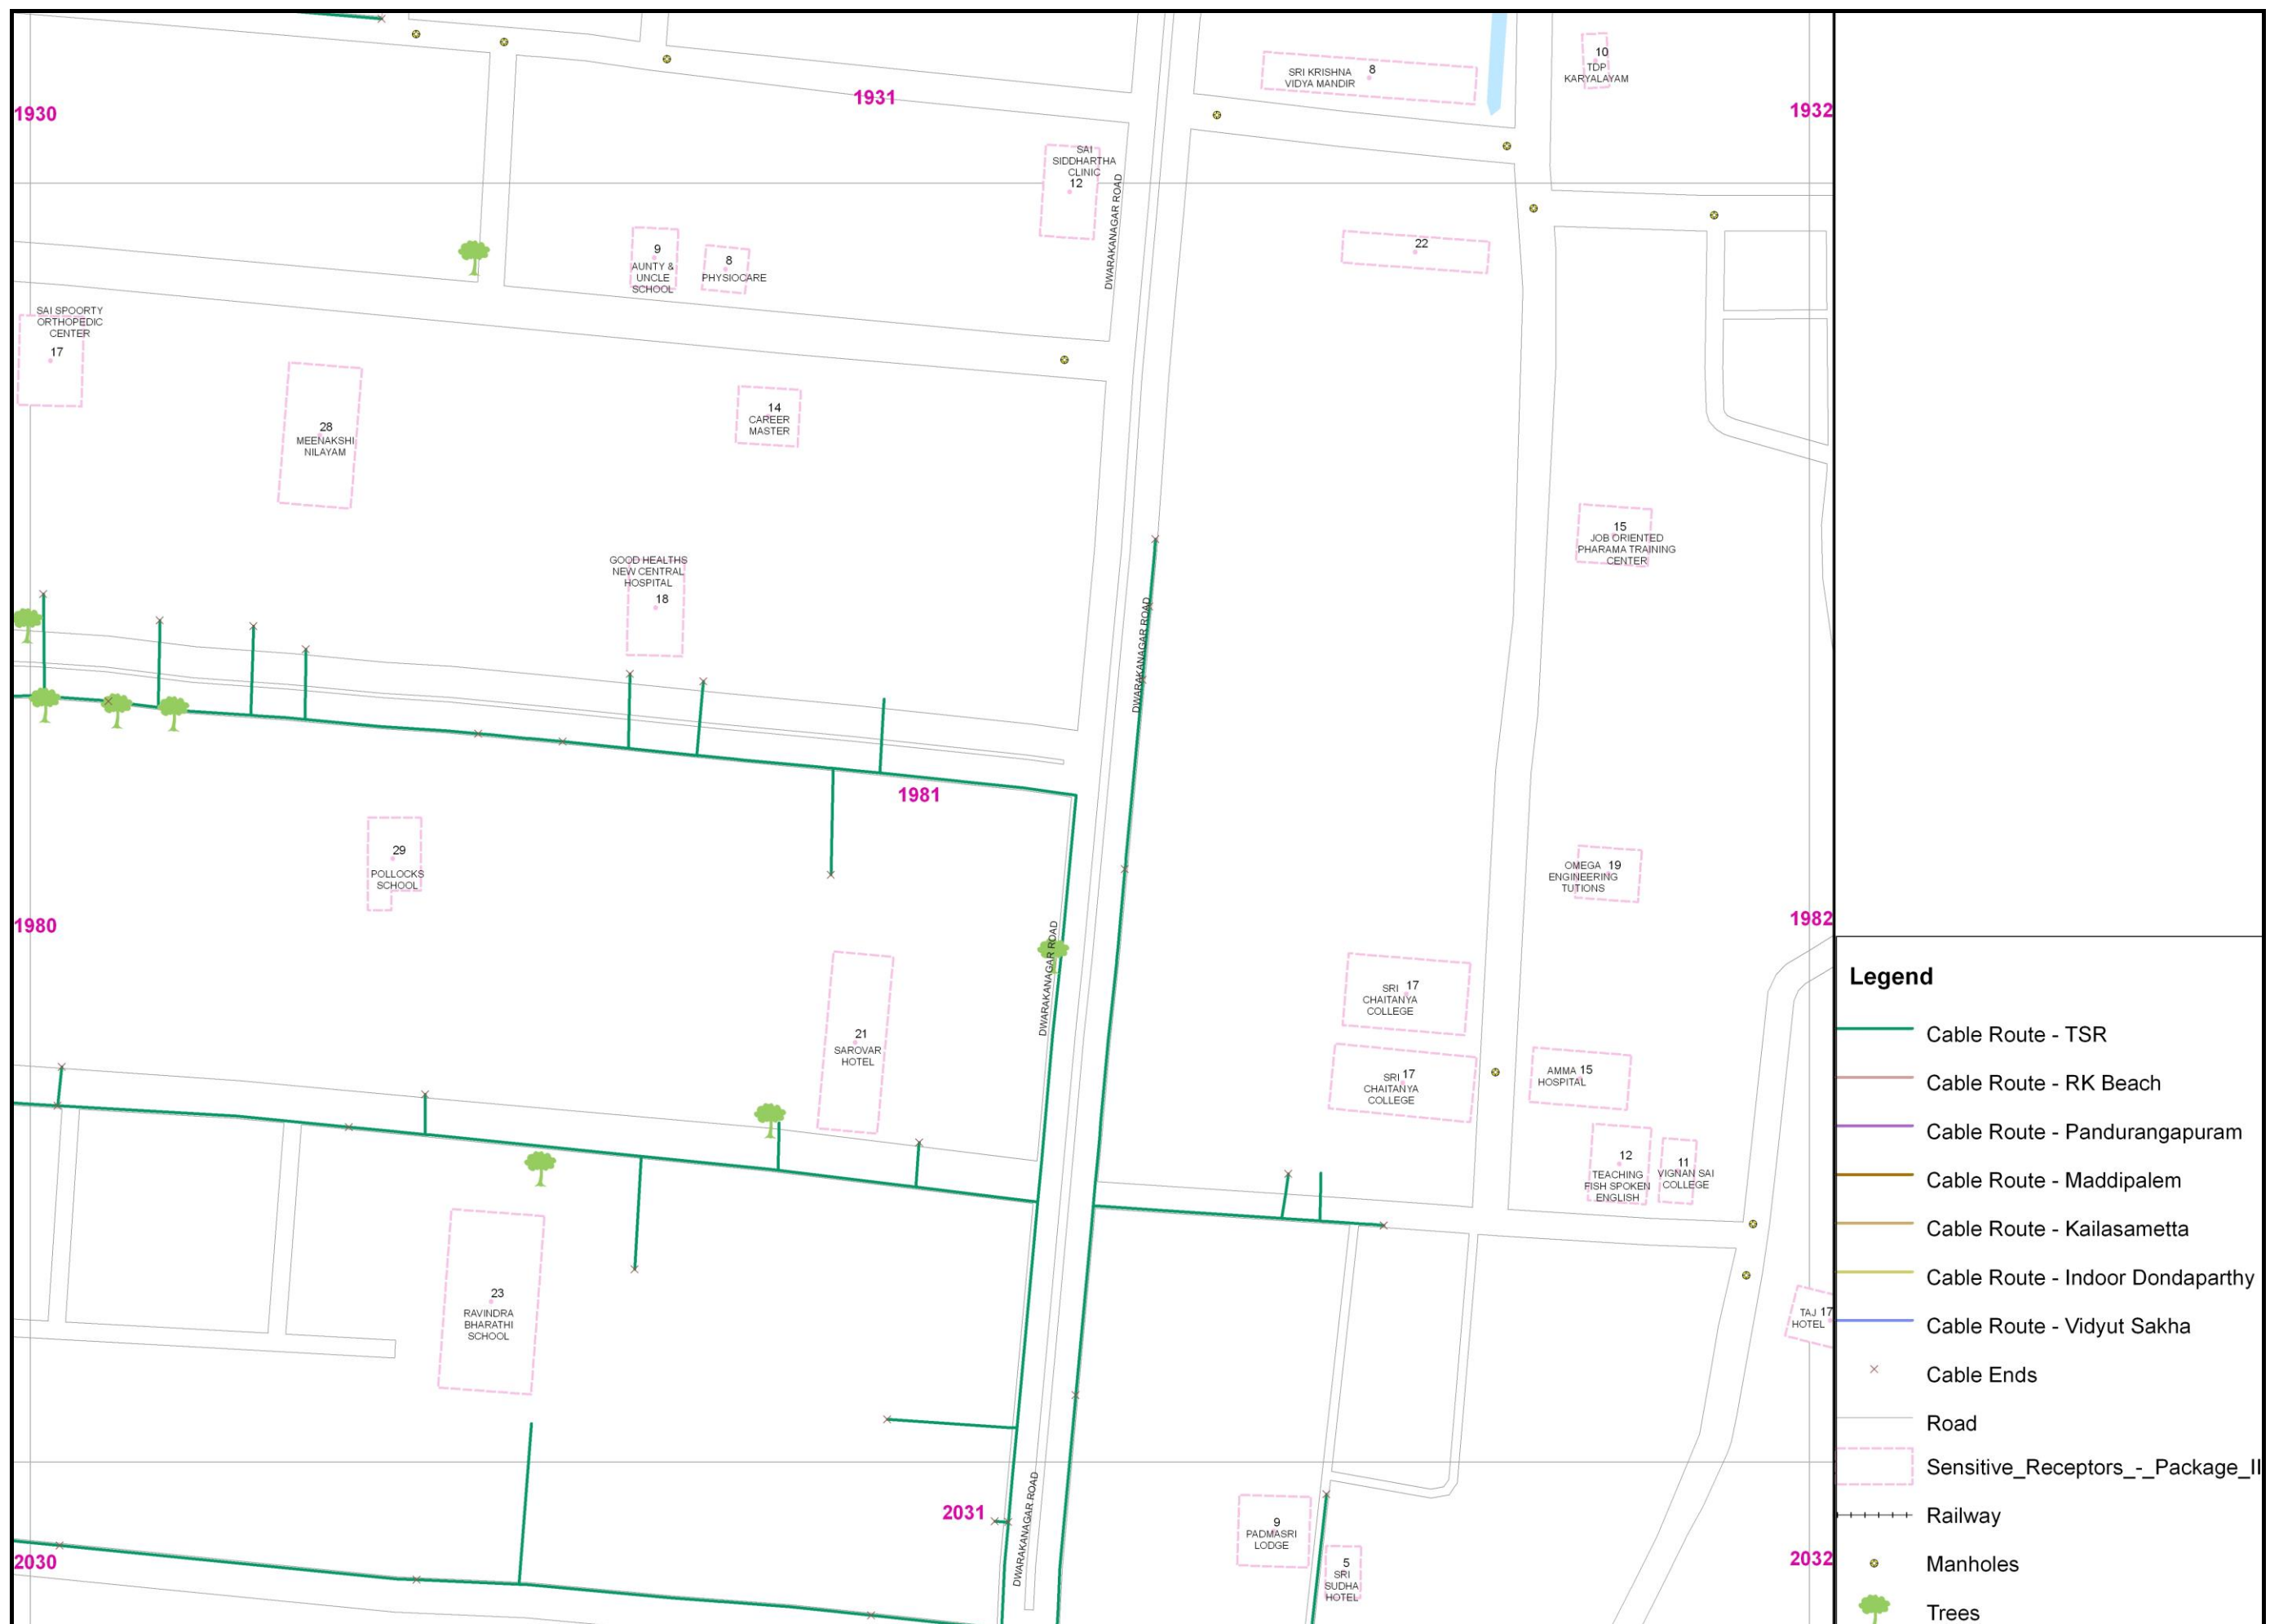 10
TDP
KARYALAYAM
8
SRI KRISHNA
VIDYA MANDIR
1930
1931
1932
SAI
SIDDHARTHA
CLINIC
12
DWARAKANAGAR ROAD
9
AUNTY &
UNCLE
SCHOOL
8
PHYSIOCARE
22
SAI SPOORTY
ORTHOPEDIC
CENTER
17
28
MEENAKSHI
NILAYAM
14
CAREER
MASTER
15
JOB ORIENTED
PHARAMA TRAINING
CENTER
GOOD HEALTHS
NEW CENTRAL
HOSPITAL
18
DWARAKANAGAR ROAD
1981
29
POLLOCKS
SCHOOL
OMEGA 19
ENGINEERING
TUTIONS
1980
1982
DWARAKANAGAR ROAD
SRI 17
CHAITANYA
COLLEGE
21
SAROVAR
HOTEL
SRI 17
CHAITANYA
COLLEGE
AMMA 15
HOSPITAL
12
TEACHING
FISH SPOKEN
ENGLISH
11
VIGNAN SAI
COLLEGE
23
RAVINDRA
BHARATHI
SCHOOL
TAJ 17
HOTEL
DWARAKANAGAR ROAD
2031
9
PADMASRI
LODGE
5
SRI
SUDHA
HOTEL
2030
2032
Legend
Cable Route - TSR
Cable Route - RK Beach
Cable Route - Pandurangapuram
Cable Route - Maddipalem
Cable Route - Kailasametta
Cable Route - Indoor Dondaparthy
Cable Route - Vidyut Sakha
Cable Ends
Road
Sensitive_Receptors_-_Package_II
Railway
Manholes
Trees